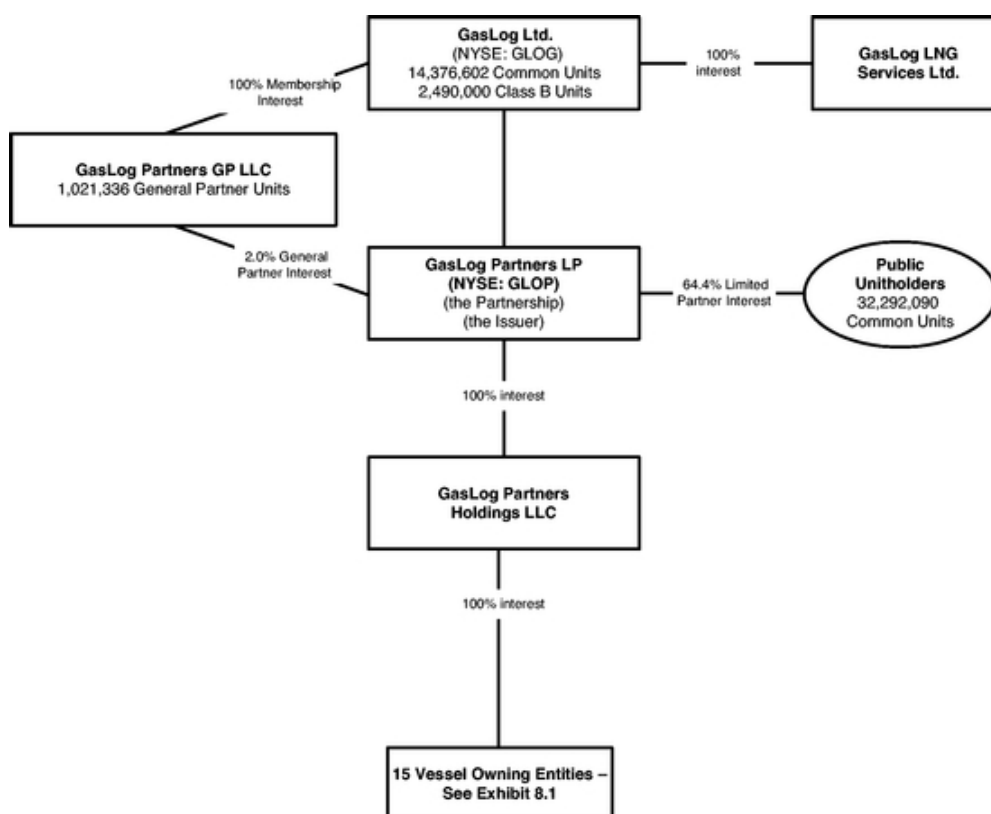 GasLog Ltd.
(NYSE: GLOG)
14,376,602 Common Units
2,490,000 Class B Units
100%
interest
GasLog LNG
Services Ltd.
100% Membership
Interest
GasLog Partners GP LLC
1,021,336 General Partner Units
2.0% General
Partner Interest
GasLog Partners LP
(NYSE: GLOP)
(the Partnership)
(the Issuer)
64.4% Limited
Partner Interest
Public
Unitholders
32,292,090
Common Units
100% interest
GasLog Partners
Holdings LLC
100% interest
15 Vessel Owning Entities –
See Exhibit 8.1